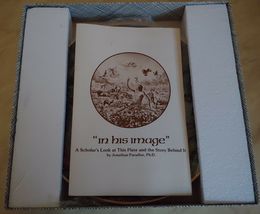 "in his image"
A Scholar's Look at This Plate and the Story Behind It
by Jonathan Paradise, Ph.D.